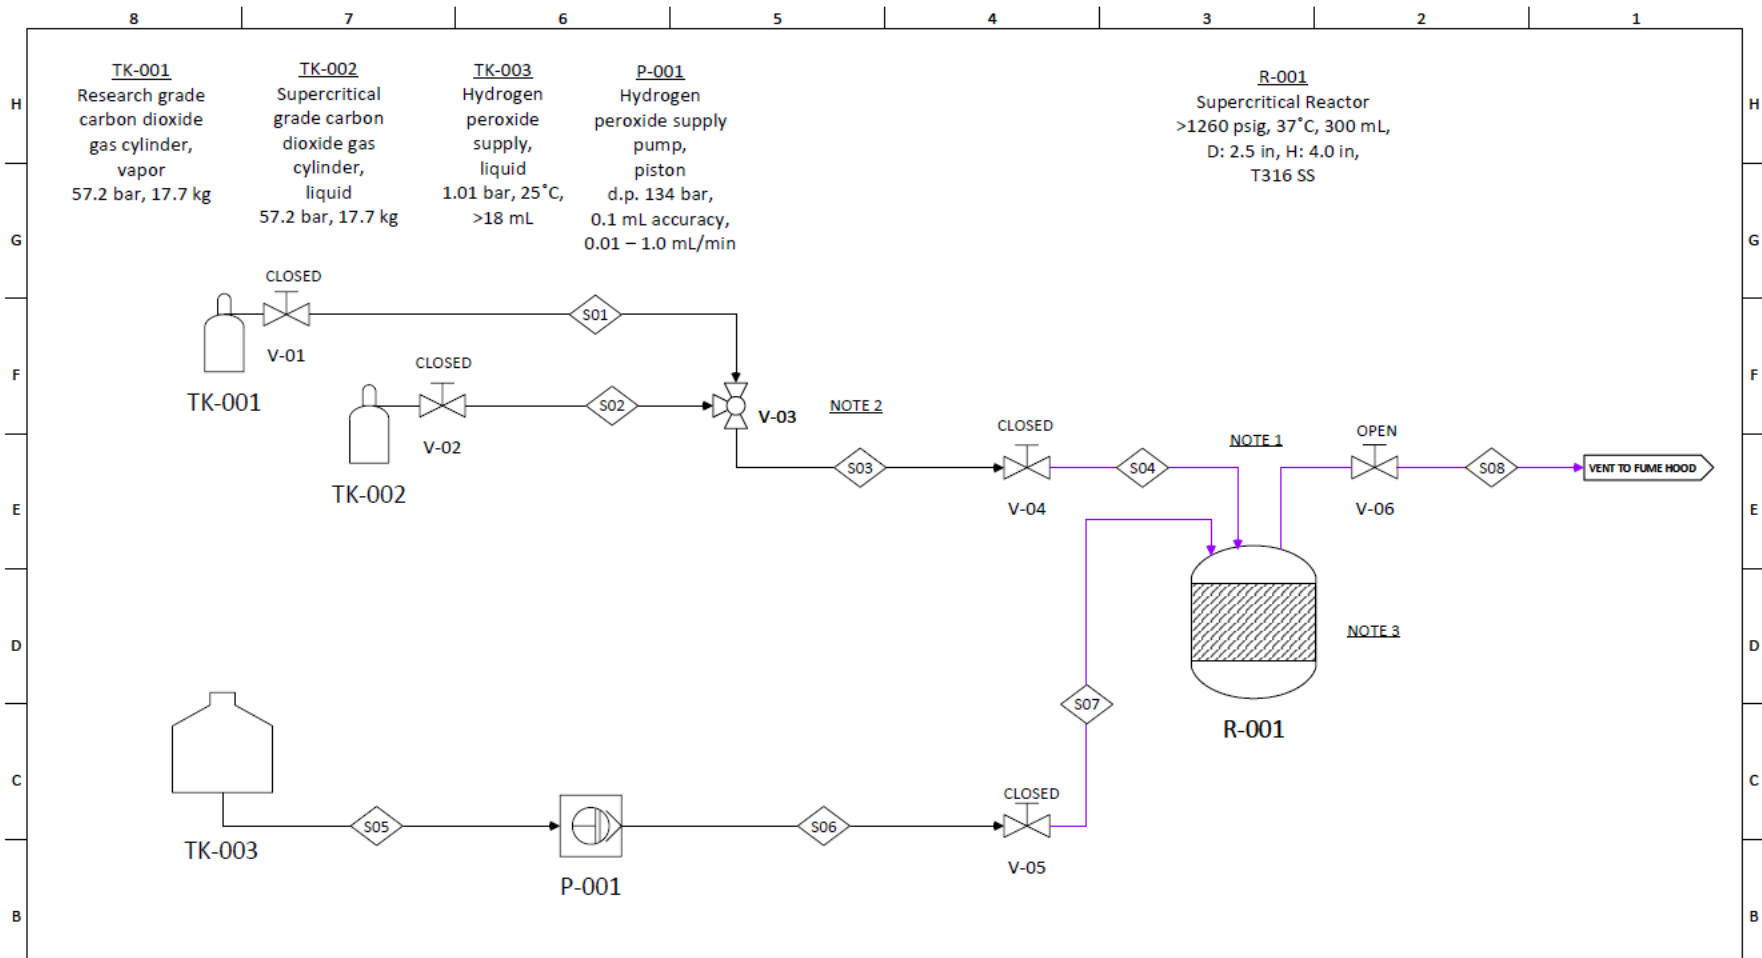 8 7 6 5 4 3 2 1
H H
G G
F F
E E
D D
C C
B B
TK-001
Research grade
carbon dioxide
gas cylinder,
vapor
57.2 bar, 17.7 kg
TK-002
Supercritical
grade carbon
dioxide gas
cylinder,
liquid
57.2 bar, 17.7 kg
TK-003
Hydrogen
peroxide
supply,
liquid
1.01 bar, 25˚C,
>18 mL
P-001
Hydrogen
peroxide supply
pump,
piston
d.p. 134 bar,
0.1 mL accuracy,
0.01 – 1.0 mL/min
R-001
Supercritical Reactor
>1260 psig, 37˚C, 300 mL,
D: 2.5 in, H: 4.0 in,
T316 SS
CLOSED
S01
V-01
TK-001
CLOSED
S02
V-02
TK-002
V-03
NOTE 2
S03
CLOSED
V-04
S04
NOTE 1
OPEN
V-06
S08
VENT TO FUME HOOD
NOTE 3
R-001
S07
TK-003
S05
P-001
S06
CLOSED
V-05